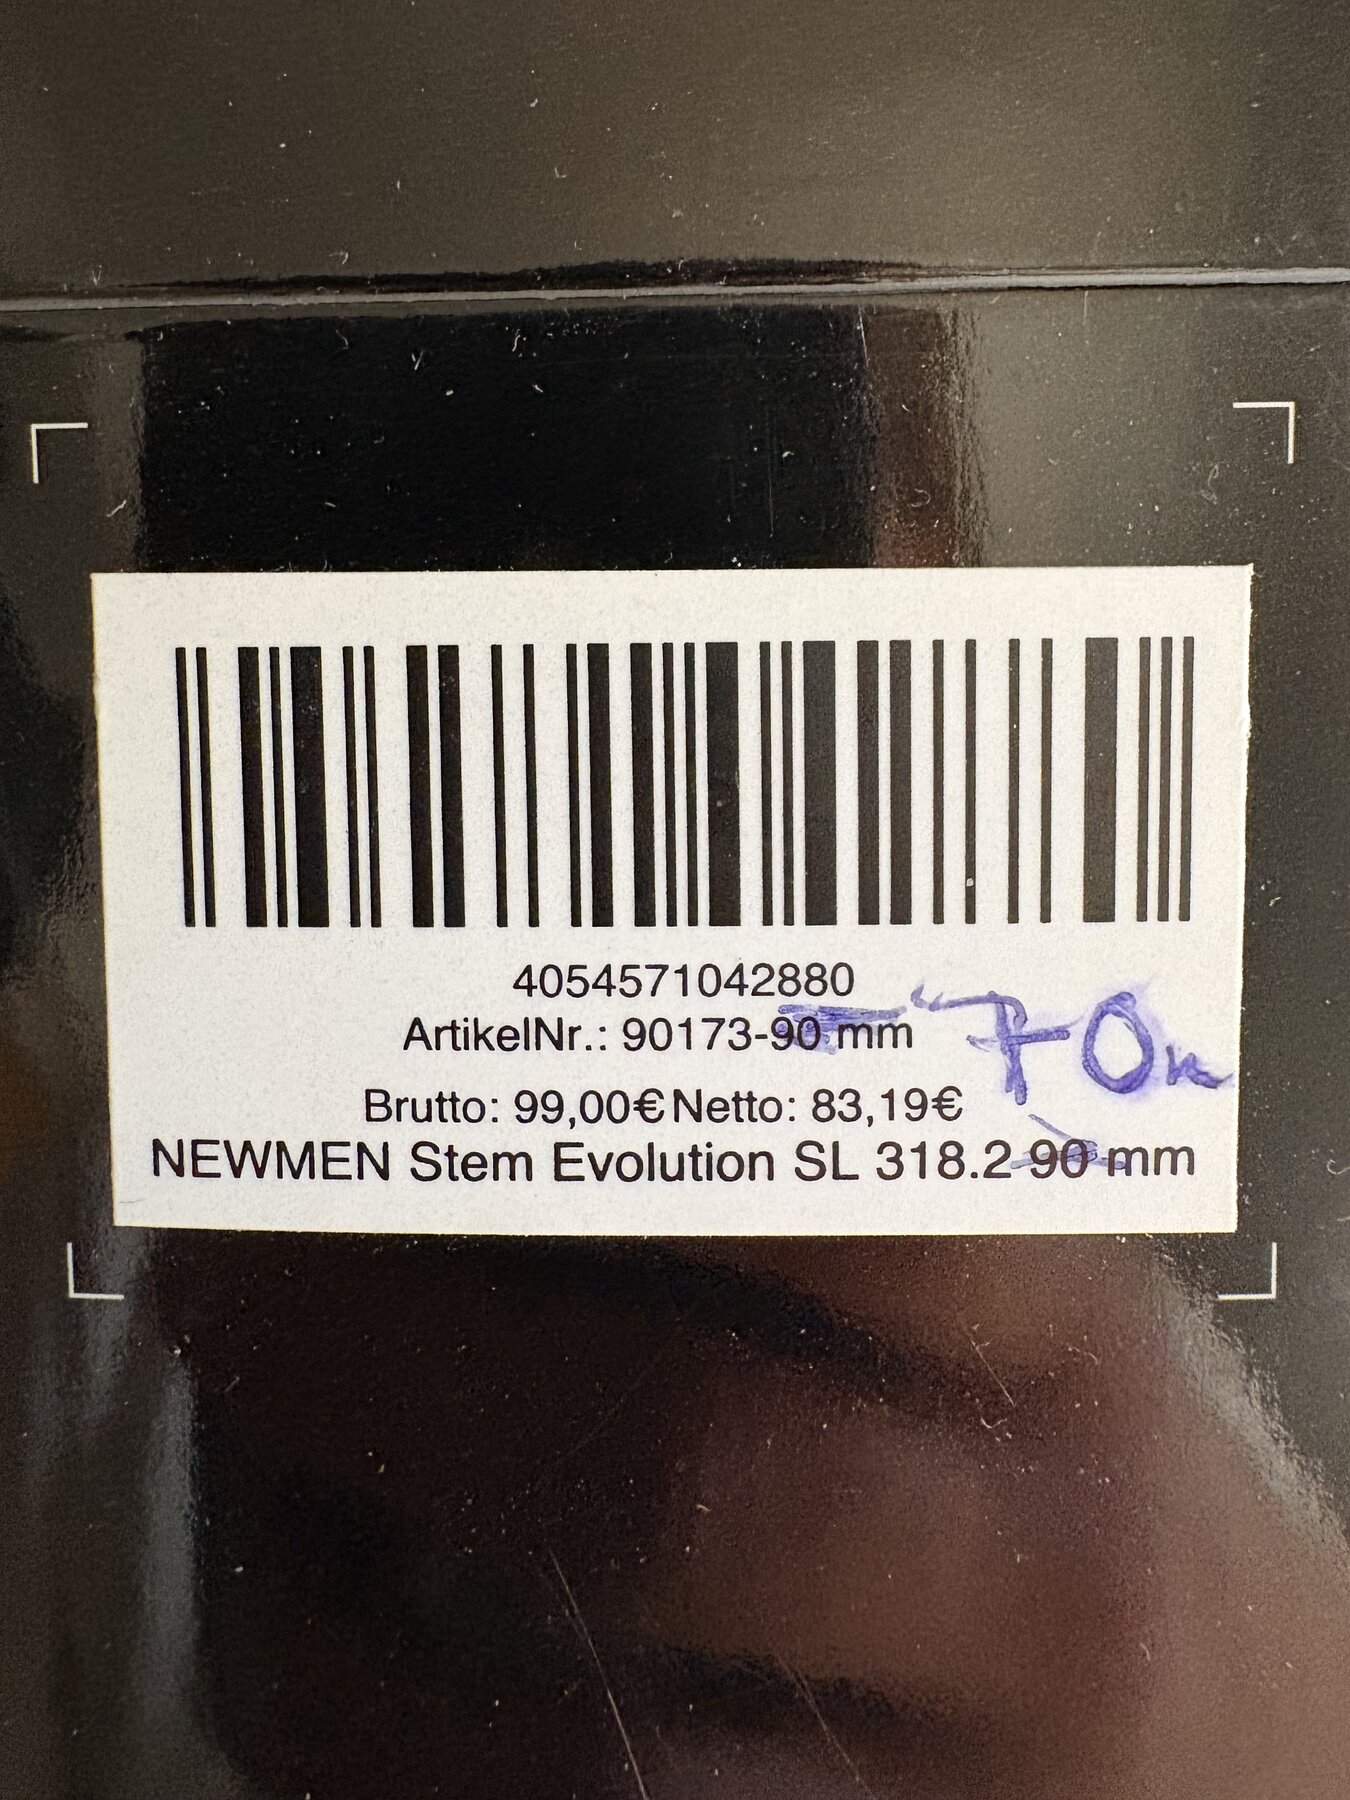 4054571042880
ArtikelNr.: 90173-90 mm 70m
Brutto: 99,00€ Netto: 83,19€
NEWMEN Stem Evolution SL 318.2 90 mm